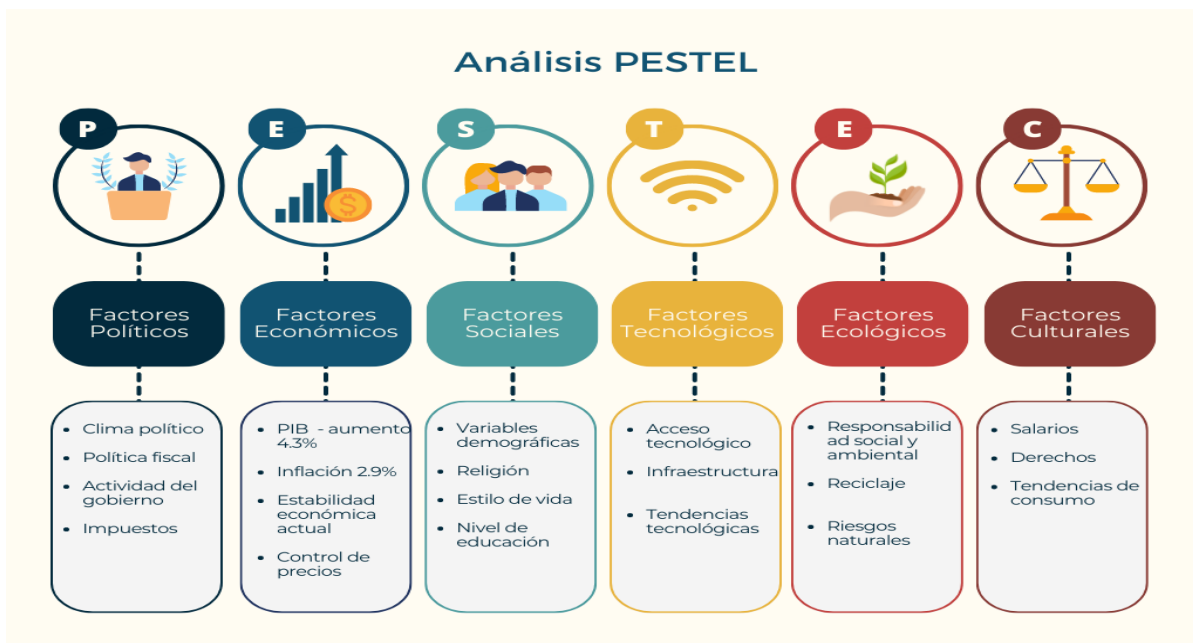 Análisis PESTEL
P
E
S
T
E
C
$
Factores
Políticos
Factores
Económicos
Factores
Sociales
Factores
Tecnológicos
Factores
Ecológicos
Factores
Culturales
• Clima político
• Política fiscal
• Actividad del
gobierno
• Impuestos
• PIB - aumento
4.3%
• Inflación 2.9%
• Estabilidad
económica
actual
• Control de
precios
• Variables
demográficas
• Religión
• Estilo de vida
• Nivel de
educación
• Acceso
tecnológico
• Infraestructura
• Tendencias
tecnológicas
• Responsabilid
ad social y
ambiental
• Reciclaje
• Riesgos
naturales
• Salarios
• Derechos
• Tendencias de
consumo